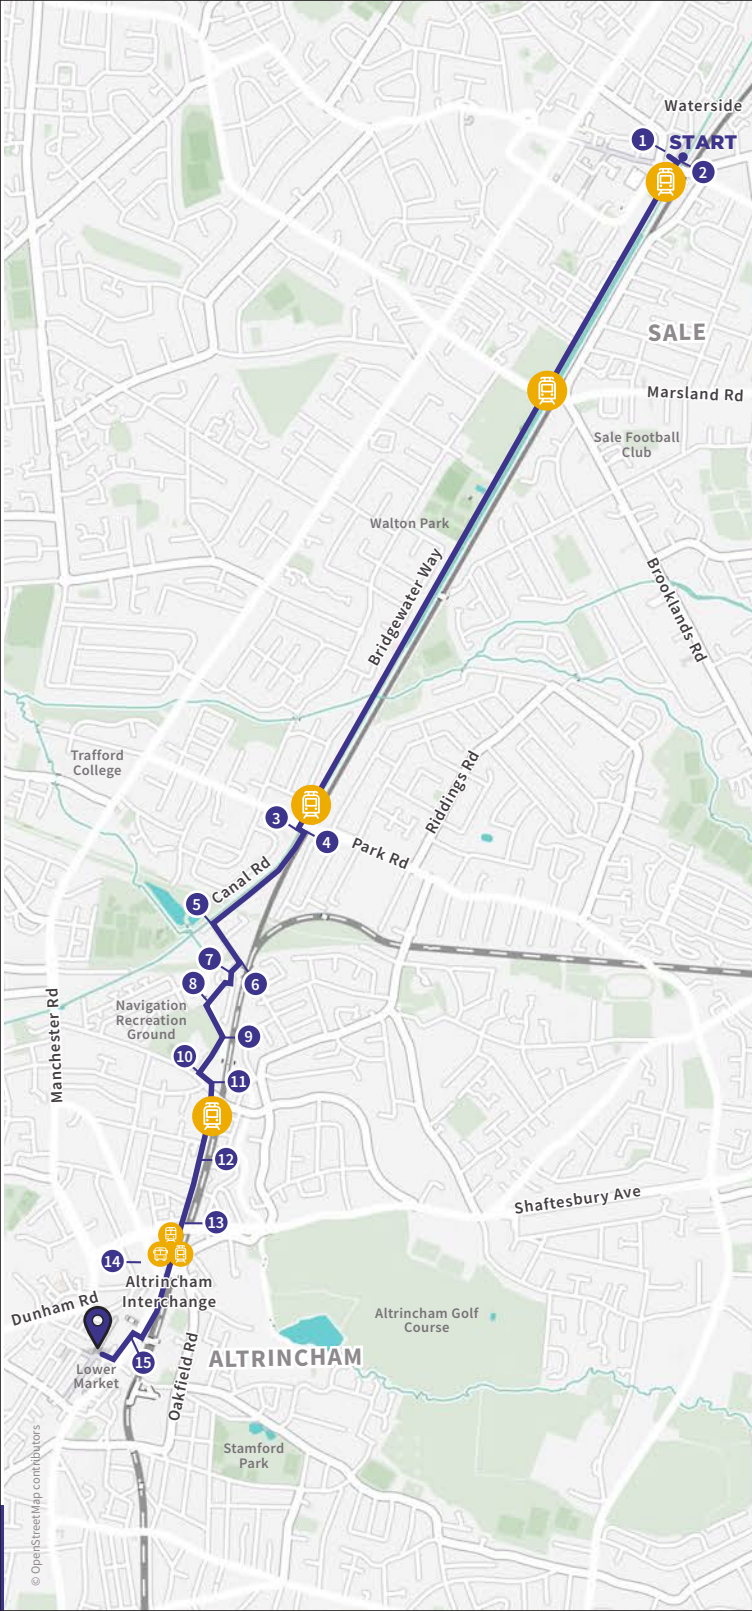 Waterside
1
START
2
SALE
Marsland Rd
Sale Football
Club
Walton Park
Bridgewater Way
Brooklands Rd
Trafford
College
Riddings Rd
3
4
Park Rd
Canal Rd
5
7
8
6
Navigation
Recreation
Ground
Manchester Rd
9
10
11
12
Shaftesbury Ave
13
14
Altrincham
Interchange
Dunham Rd
Altrincham Golf
Course
ALTRINCHAM
15
Lower
Market
Oakfield Rd
Stamford
Park
© OpenStreetMap contributors